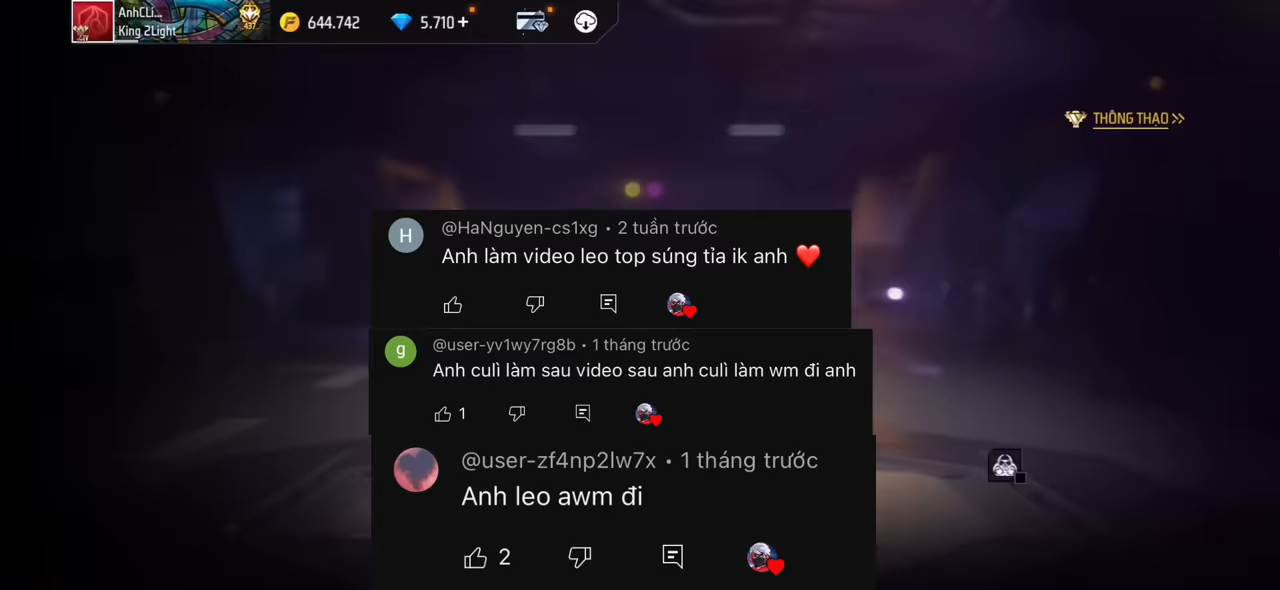 AnhCLi...
King 2Light
437
644.742
5.710+
THÔNG THẠO
H
@HaNguyen-cs1xg • 2 tuần trước
Anh làm video leo top súng tỉa ik anh ❤️
g
@user-yv1wy7rg8b • 1 tháng trước
Anh culì làm sau video sau anh culì làm wm đi anh
1
@user-zf4np2lw7x • 1 tháng trước
Anh leo awm đi
2